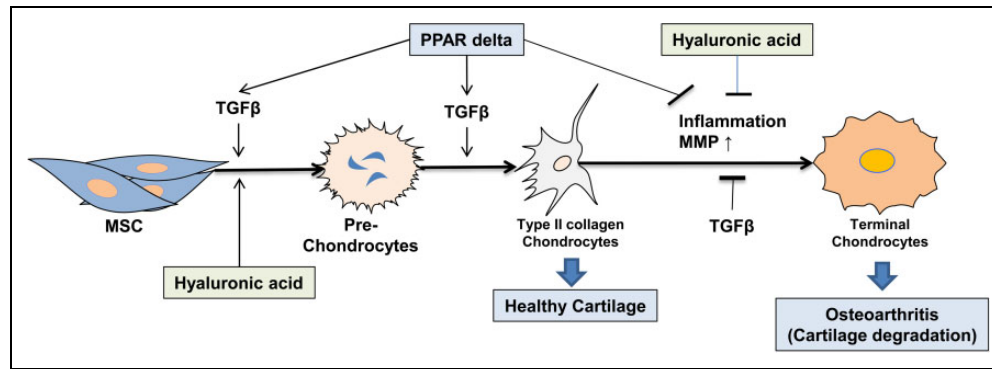 PPAR delta
Hyaluronic acid
TGFβ
TGFβ
Inflammation
MMP ↑
MSC
Pre-
Chondrocytes
Type II collagen
Chondrocytes
TGFβ
Terminal
Chondrocytes
Hyaluronic acid
Healthy Cartilage
Osteoarthritis
(Cartilage degradation)